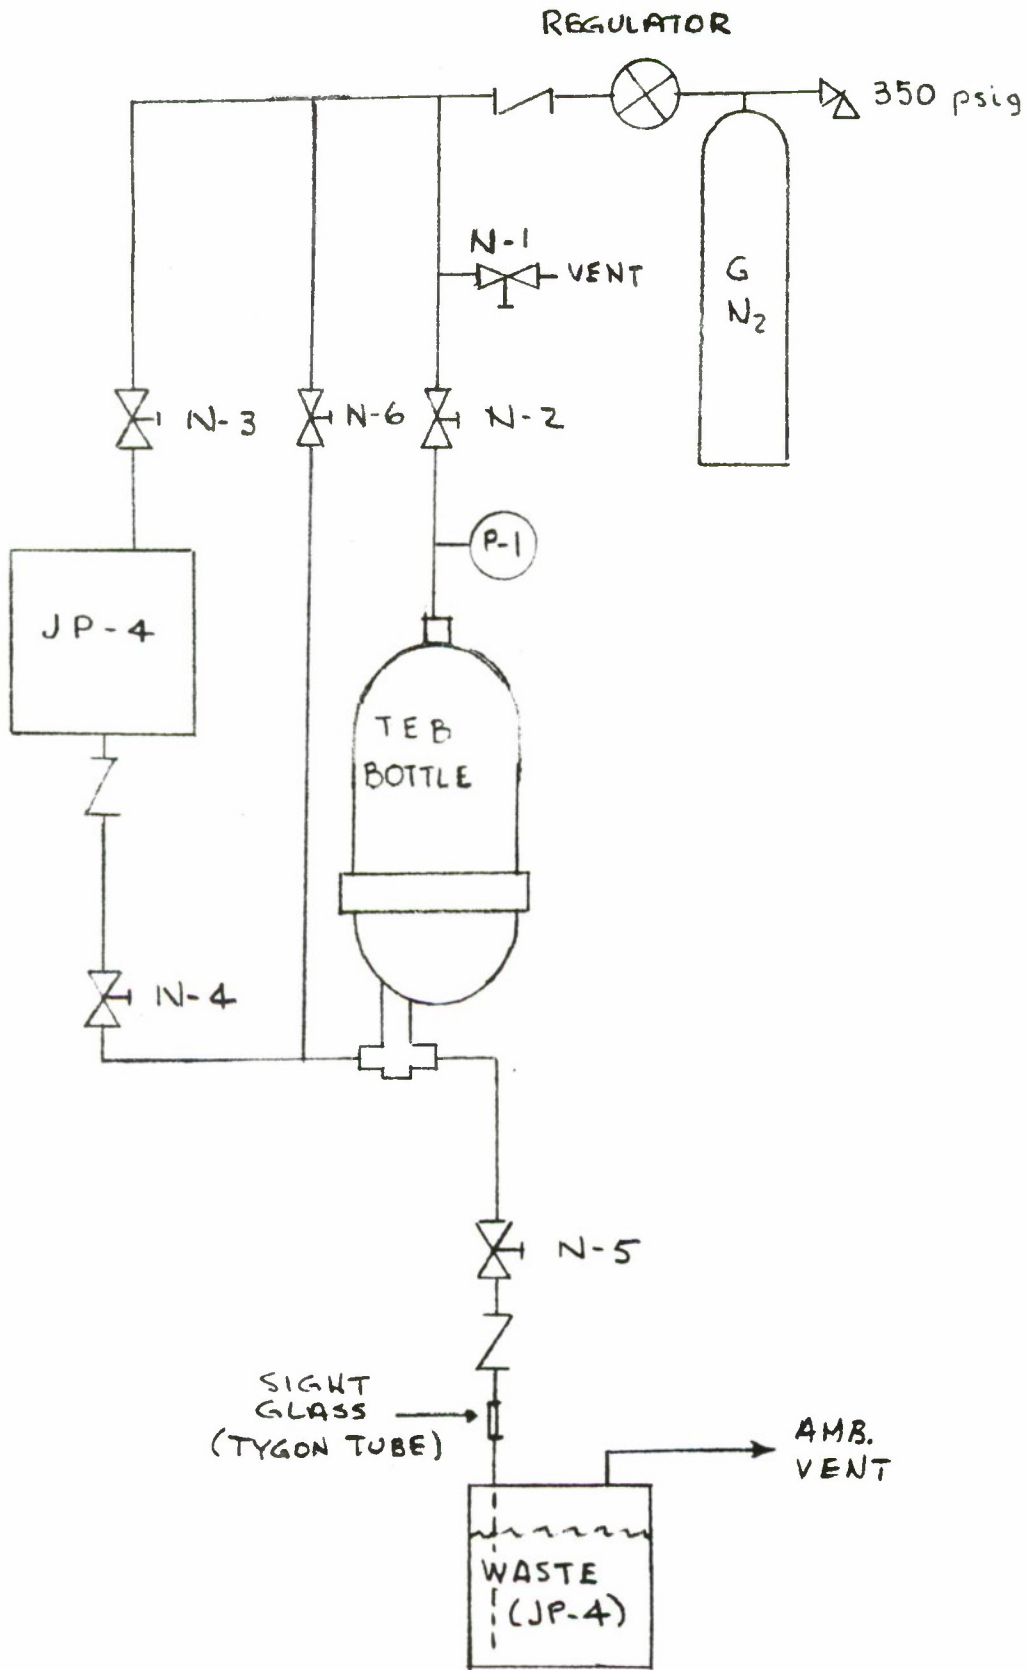 REGULATOR
350 psig
N-1
VENT
G
N2
N-3
N-6
N-2
P-1
JP-4
TEB
BOTTLE
N-4
N-5
SIGHT
GLASS
(TYGON TUBE)
AMB.
VENT
WASTE
(JP-4)